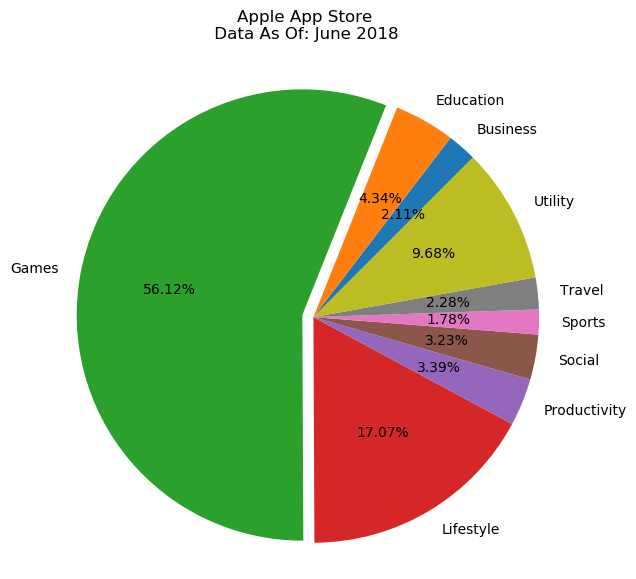 Apple App Store
Data As Of: June 2018
Education
Business
4.34%
2.11%
Utility
9.68%
Games
56.12%
Travel
2.28%
Sports
1.78%
Social
3.23%
3.39%
Productivity
17.07%
Lifestyle